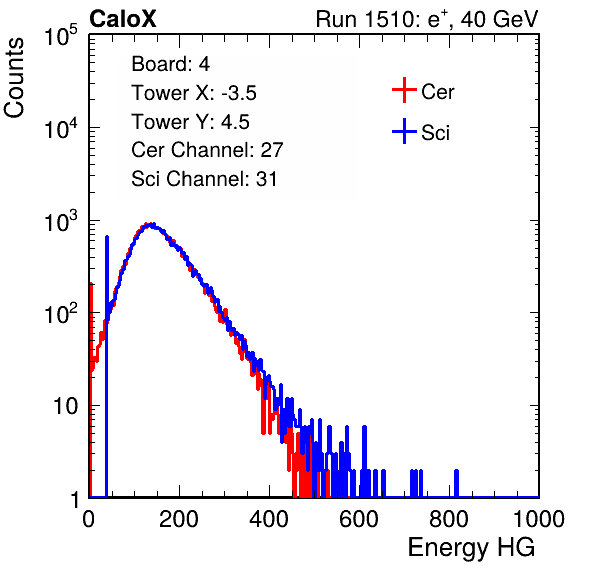 CaloX Run 1510: e⁺, 40 GeV
Counts
Board: 4
Tower X: -3.5
Tower Y: 4.5
Cer Channel: 27
Sci Channel: 31
Cer
Sci
10⁵
10⁴
10³
10²
10
1
0 200 400 600 800 1000
Energy HG